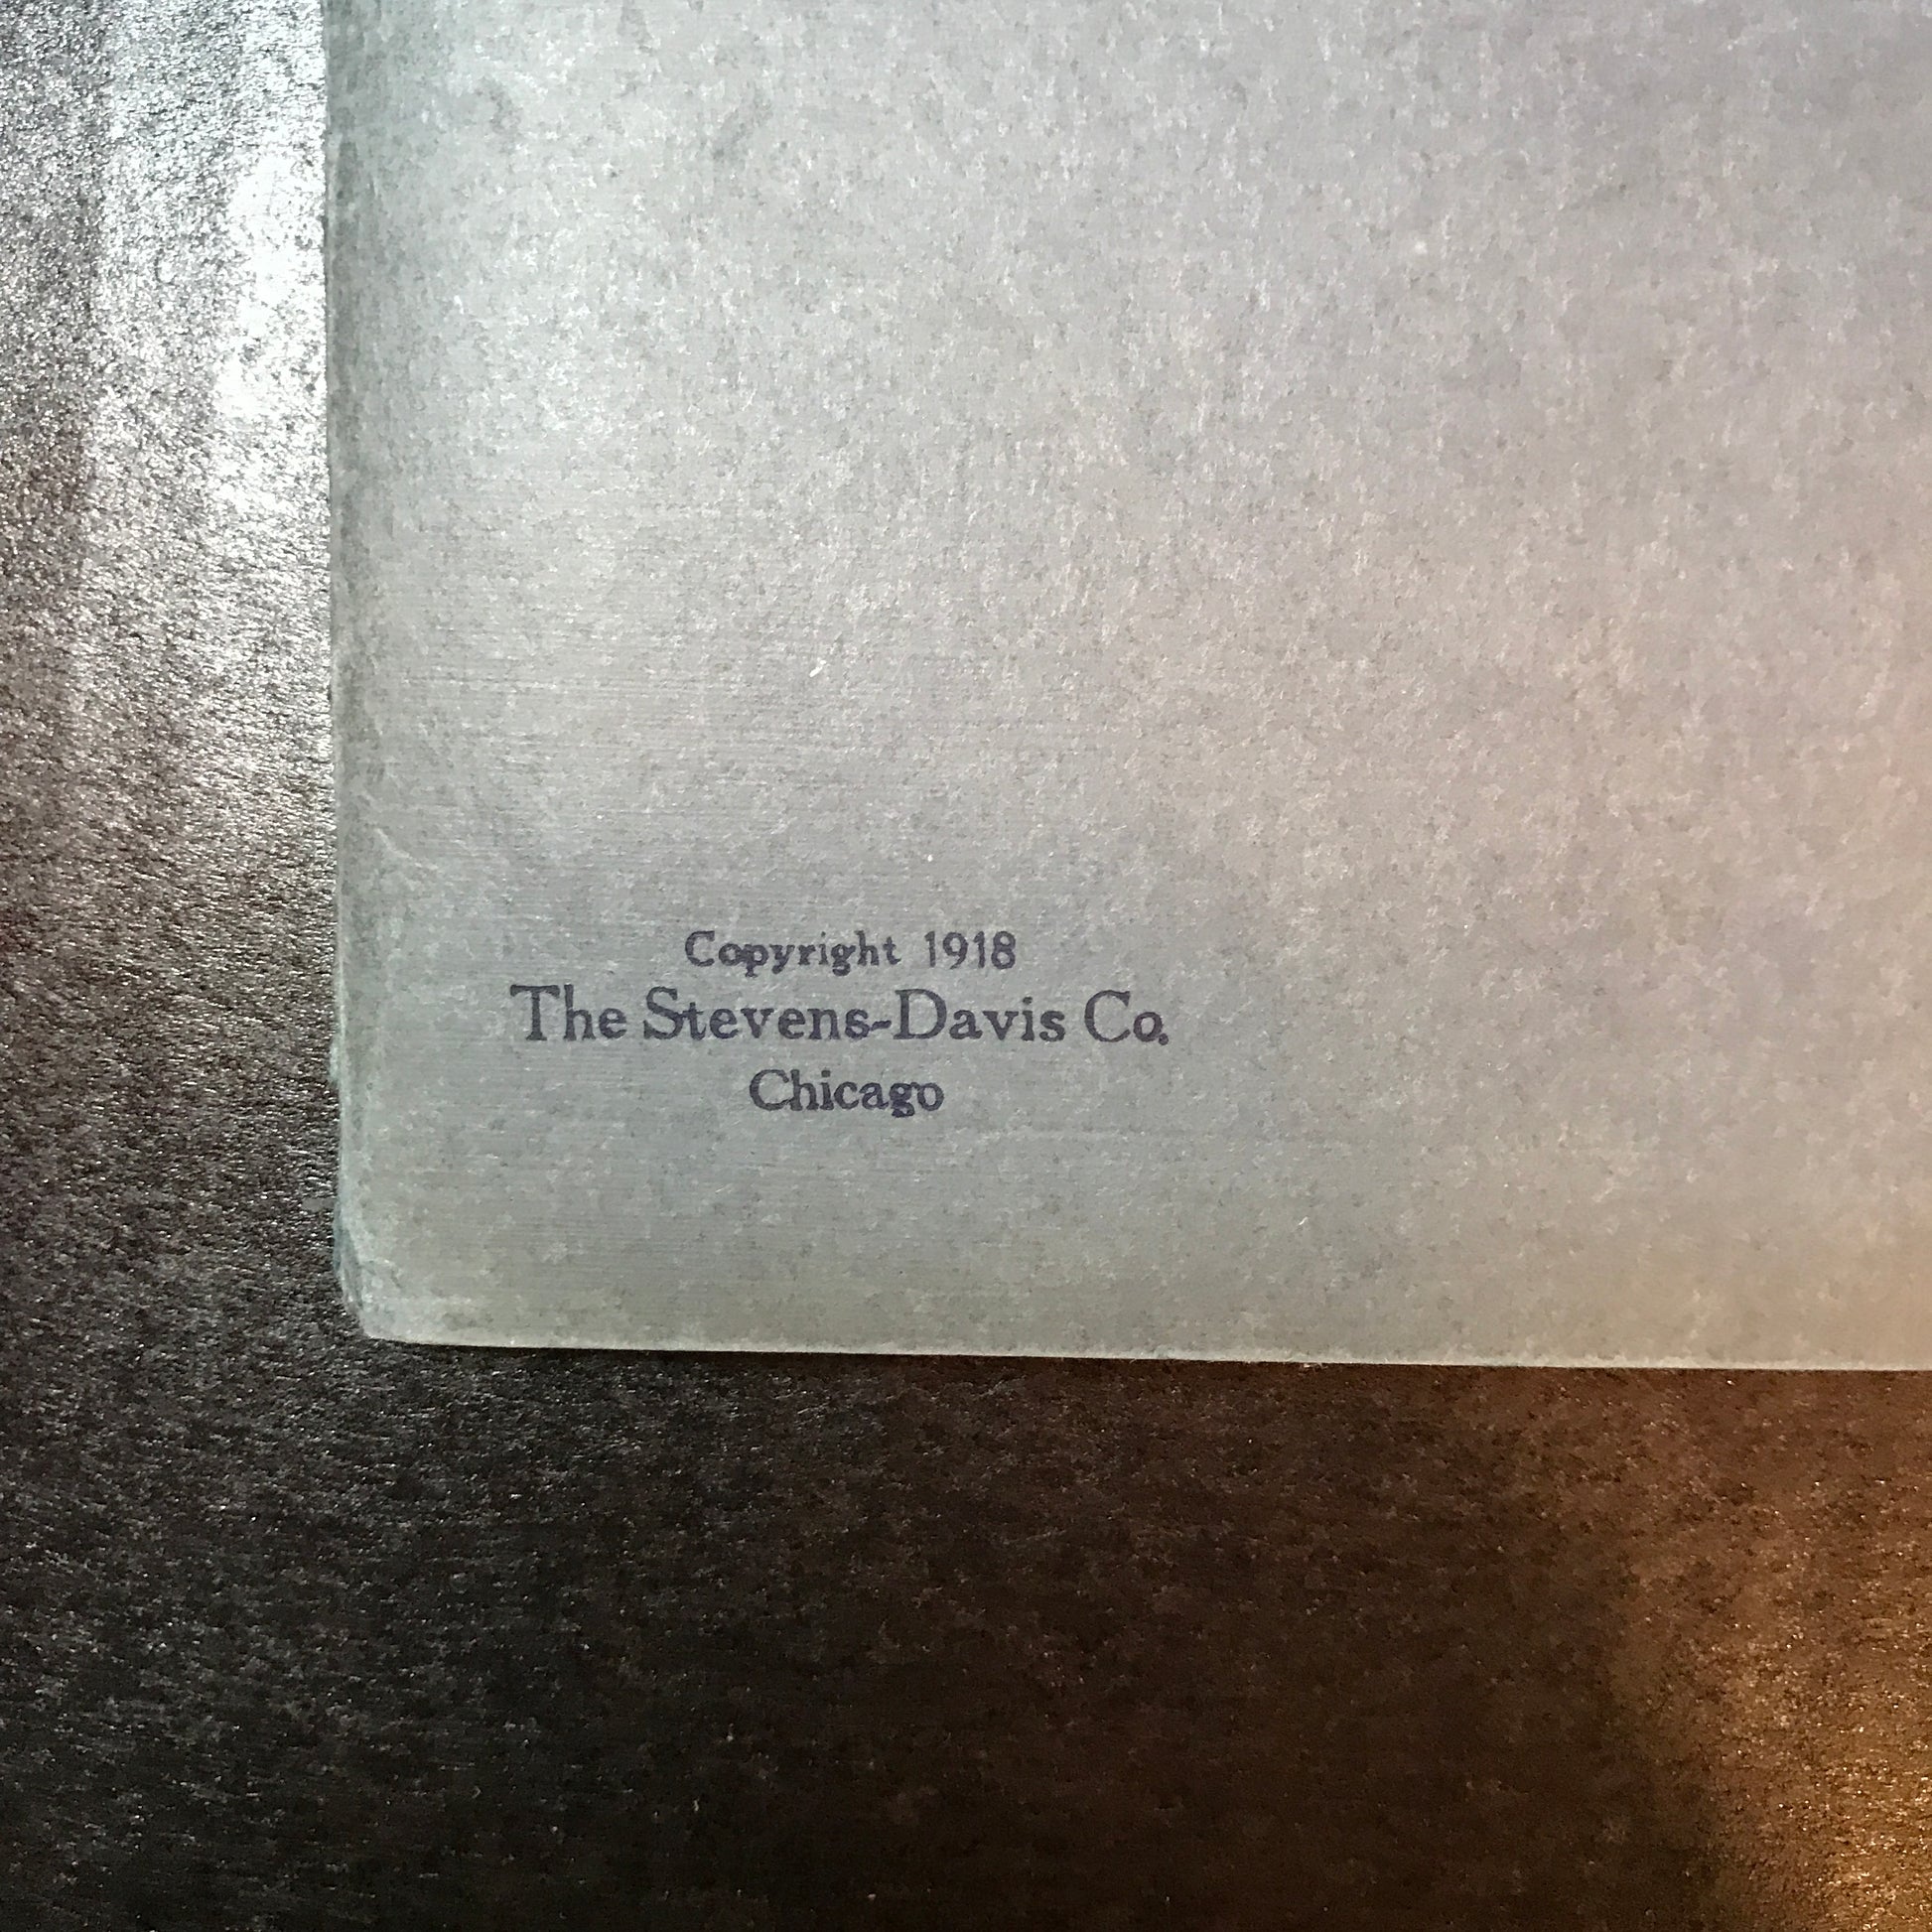 Copyright 1918
The Stevens-Davis Co.
Chicago